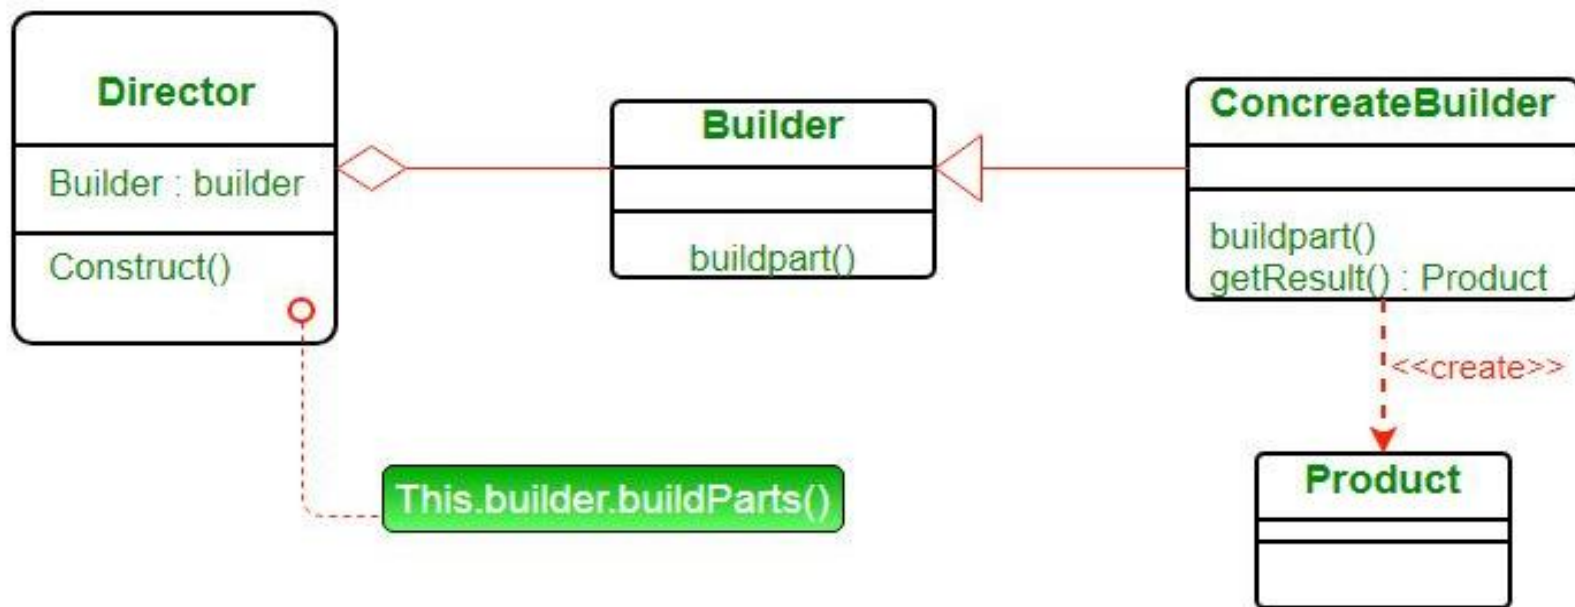 Director
Builder : builder
Construct()
Builder
buildpart()
ConcreateBuilder
buildpart()
getResult() : Product
<<create>>
This.builder.buildParts()
Product